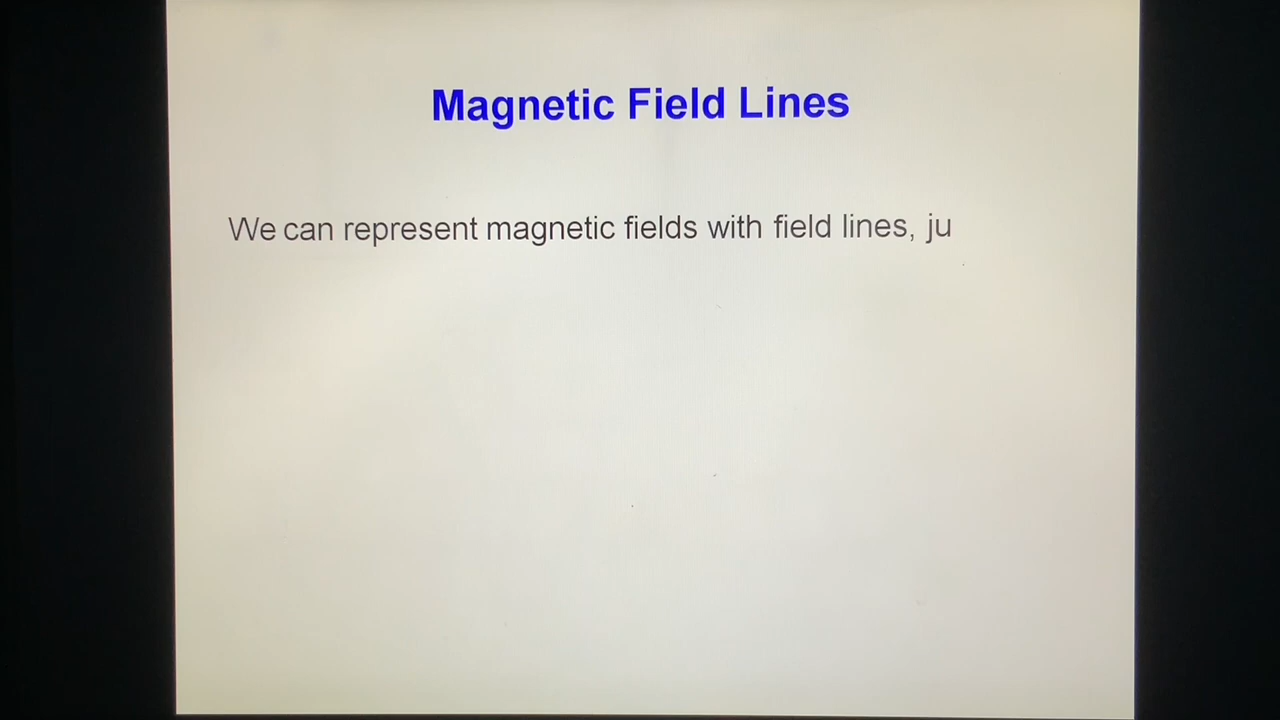 Magnetic Field Lines
We can represent magnetic fields with field lines, ju